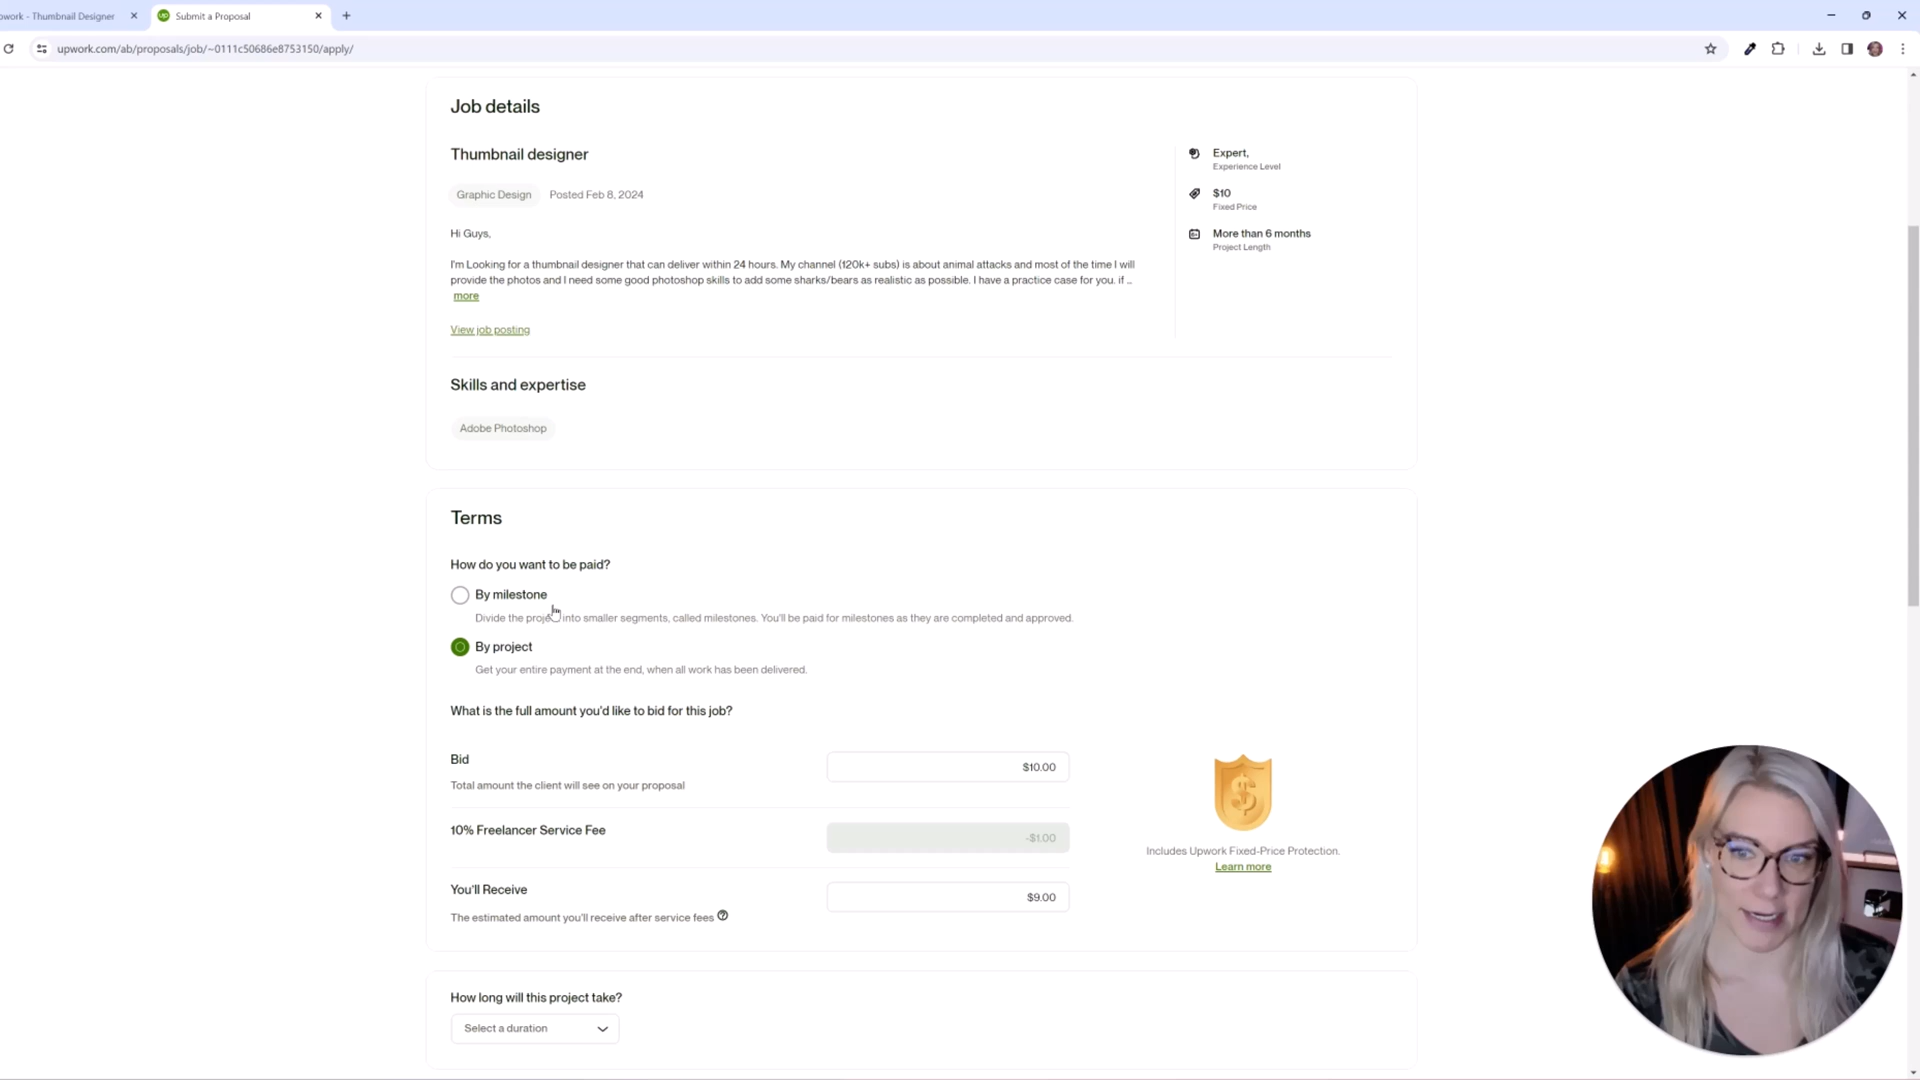 pwork - Thumbnail Designer
Submit a Proposal
upwork.com/ab/proposals/job/~0111c50686e8753150/apply/
Job details
Thumbnail designer
Graphic Design
Posted Feb 8, 2024
Hi Guys,
I'm Looking for a thumbnail designer that can deliver within 24 hours. My channel (120k+ subs) is about animal attacks and most of the time I will
provide the photos and I need some good photoshop skills to add some sharks/bears as realistic as possible. I have a practice case for you. if ...
more
View job posting
Expert,
Experience Level
$10
Fixed Price
More than 6 months
Project Length
Skills and expertise
Adobe Photoshop
Terms
How do you want to be paid?
By milestone
Divide the project into smaller segments, called milestones. You'll be paid for milestones as they are completed and approved.
By project
Get your entire payment at the end, when all work has been delivered.
What is the full amount you'd like to bid for this job?
Bid
Total amount the client will see on your proposal
$10.00
10% Freelancer Service Fee
-$1.00
You'll Receive
The estimated amount you'll receive after service fees
$9.00
Includes Upwork Fixed-Price Protection.
Learn more
How long will this project take?
Select a duration